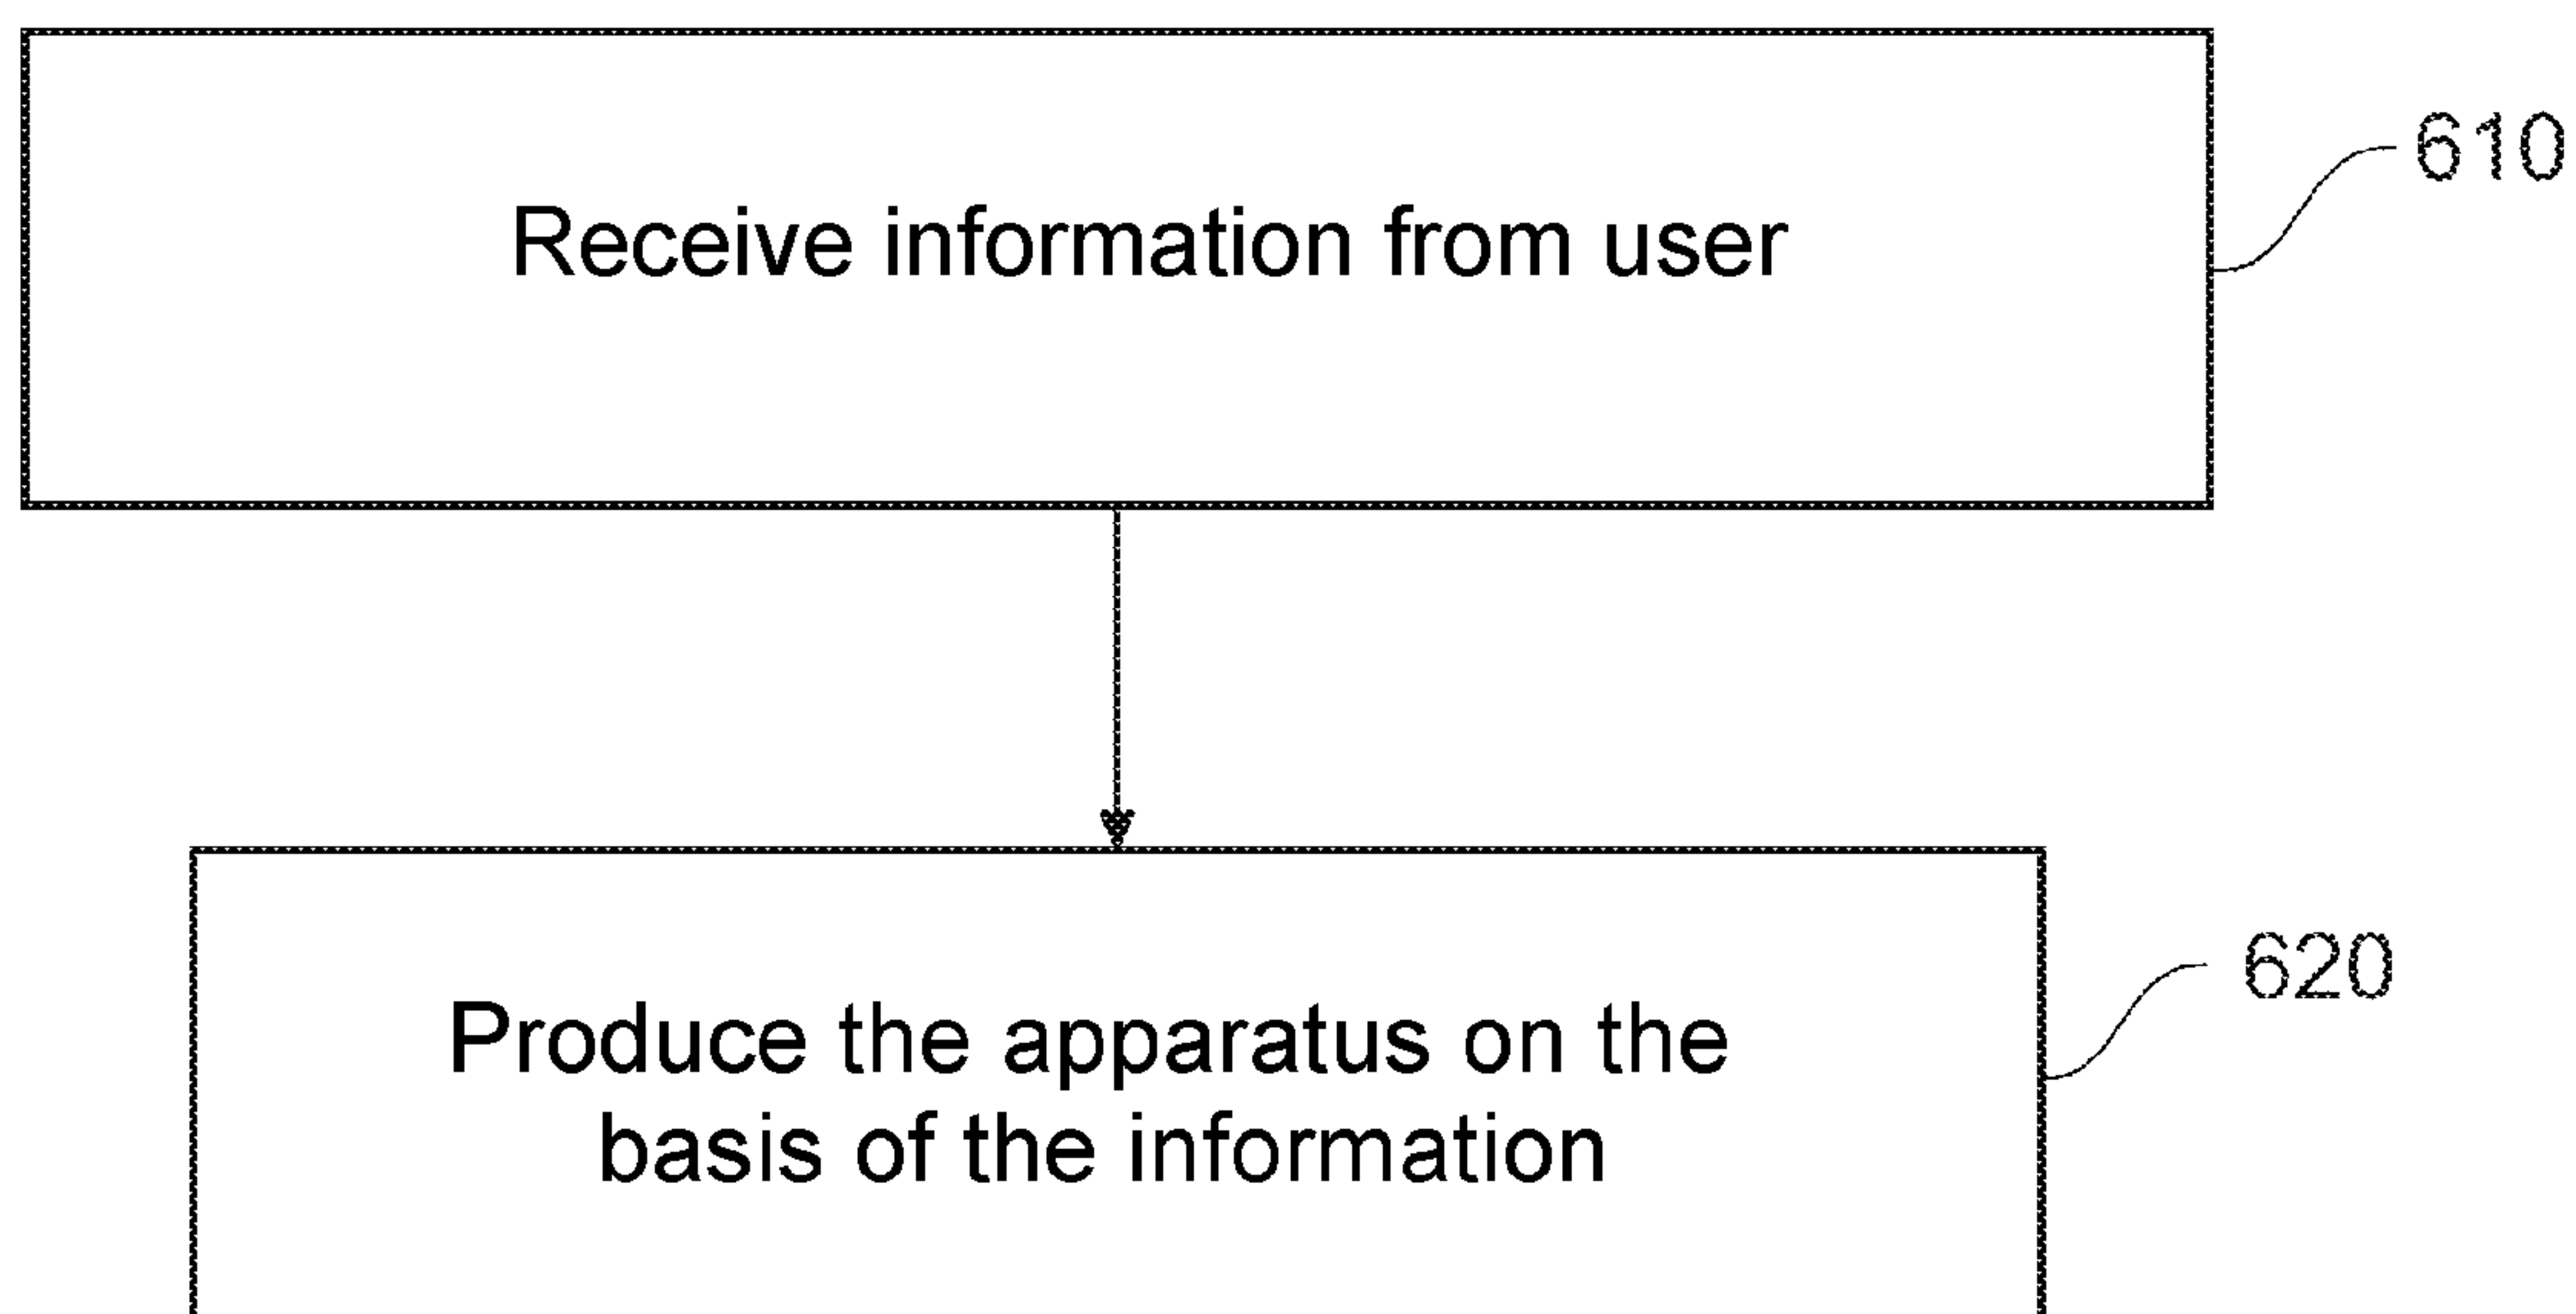 Receive information from user
610
Produce the apparatus on the
basis of the information
620